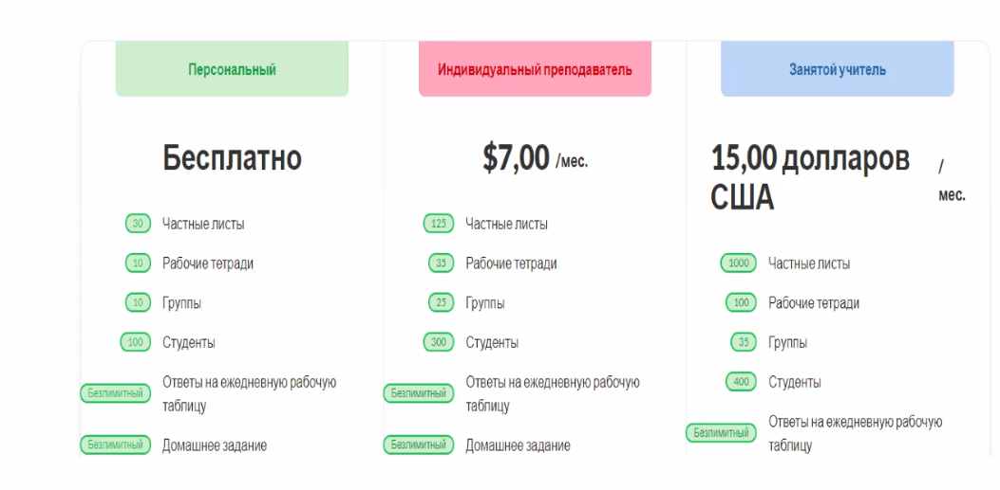 Персональный
Бесплатно
30 Частные листы
10 Рабочие тетради
10 Группы
100 Студенты
Безлимитный Ответы на ежедневную рабочую
таблицу
Безлимитный Домашнее задание
Индивидуальный преподаватель
$7,00 /мес.
125 Частные листы
35 Рабочие тетради
25 Группы
300 Студенты
Безлимитный Ответы на ежедневную рабочую
таблицу
Безлимитный Домашнее задание
Занятой учитель
15,00 долларов /
США мес.
1000 Частные листы
100 Рабочие тетради
35 Группы
400 Студенты
Безлимитный Ответы на ежедневную рабочую
таблицу